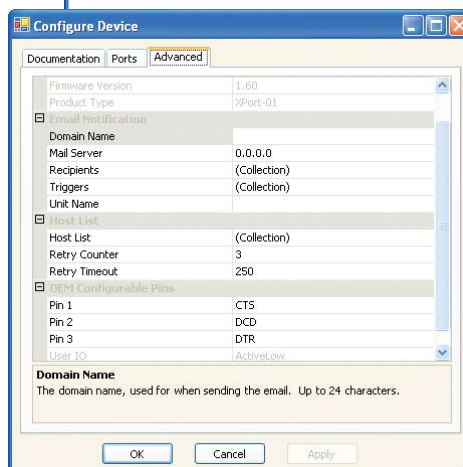 Configure Device
Documentation Ports Advanced
Firmware Version 1.60
Product Type XPort-01
Email Notification
Domain Name
Mail Server 0.0.0.0
Recipients (Collection)
Triggers (Collection)
Unit Name
Host List
Host List (Collection)
Retry Counter 3
Retry Timeout 250
OEM Configurable Pins
Pin 1 CTS
Pin 2 DCD
Pin 3 DTR
User IO ActiveLow
Domain Name
The domain name, used for when sending the email. Up to 24 characters.
OK Cancel Apply